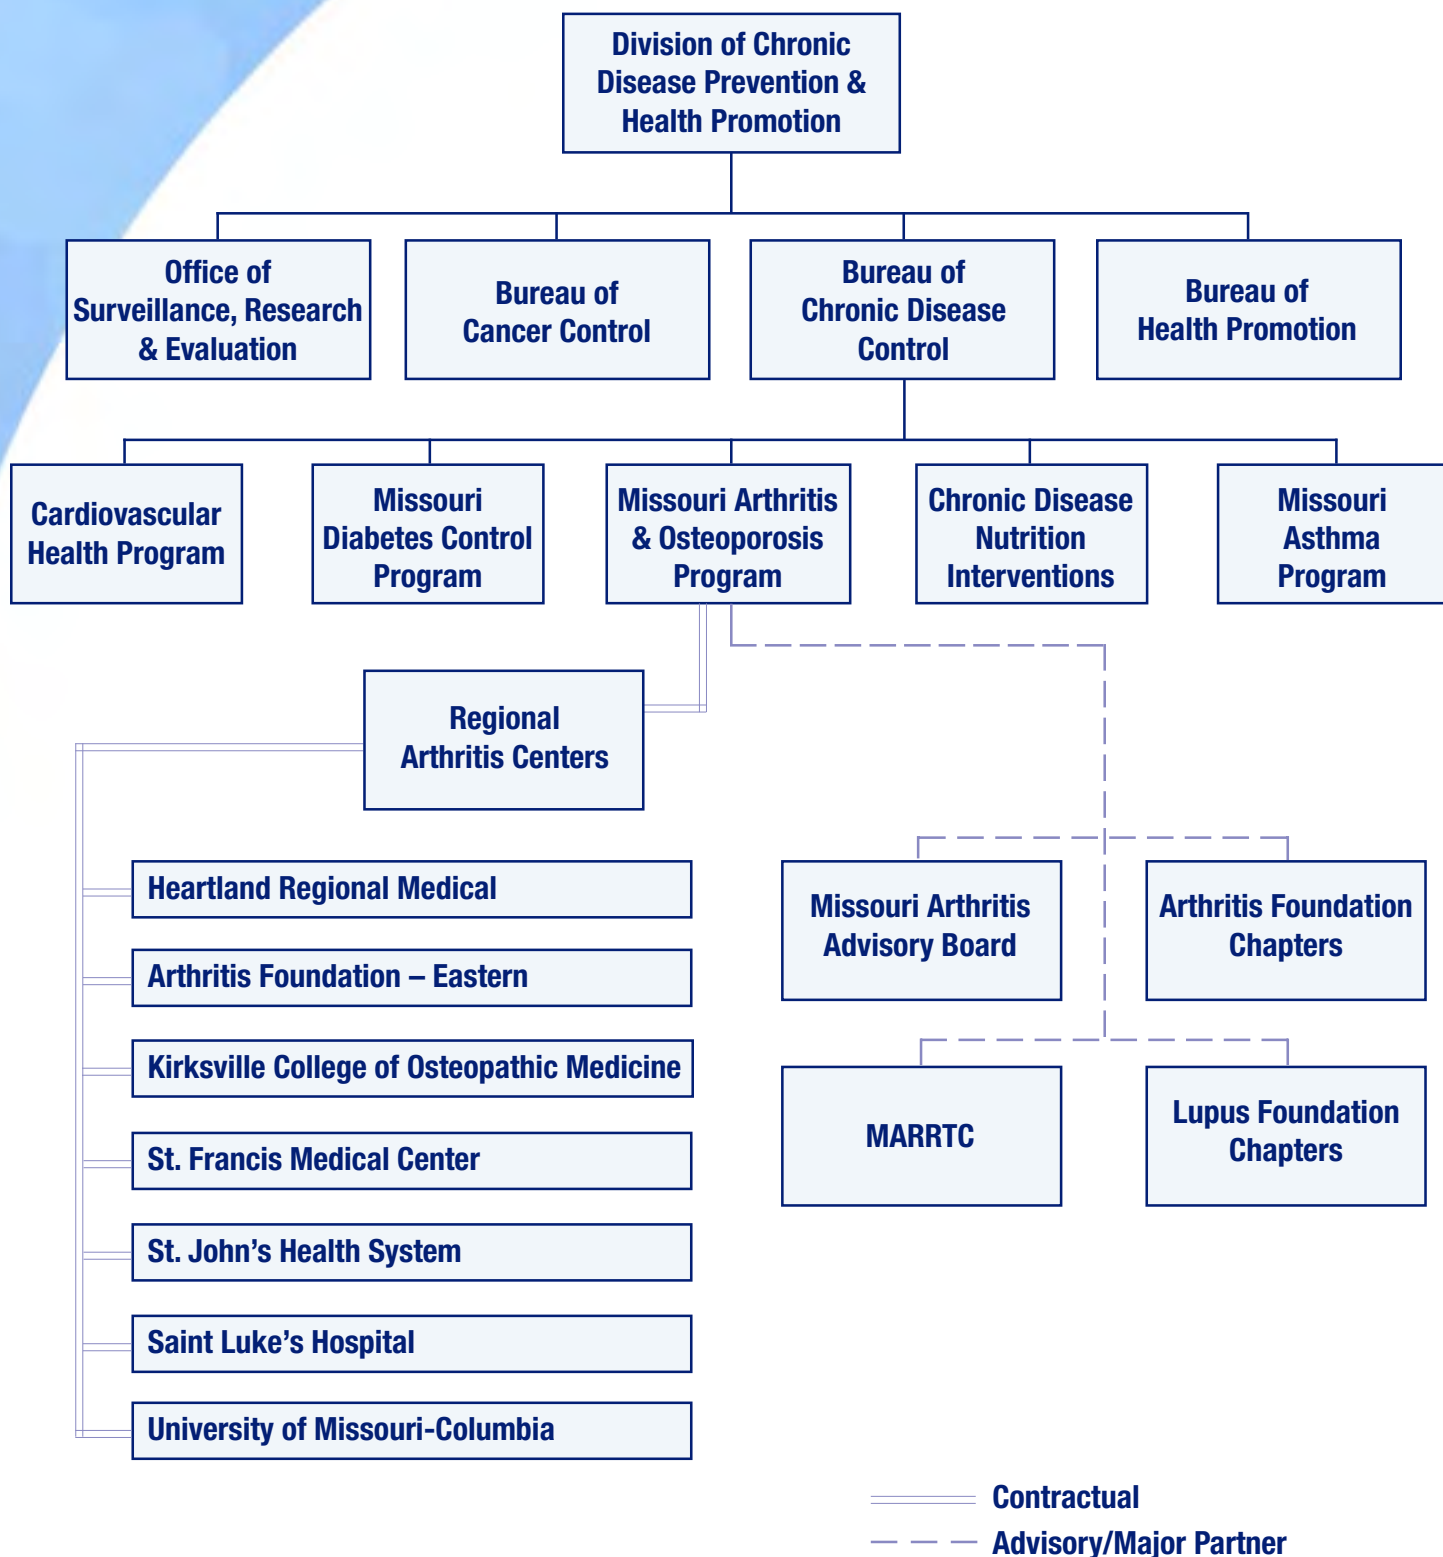 Division of Chronic
Disease Prevention &
Health Promotion
Office of
Surveillance, Research
& Evaluation
Bureau of
Cancer Control
Bureau of
Chronic Disease
Control
Bureau of
Health Promotion
Cardiovascular
Health Program
Missouri
Diabetes Control
Program
Missouri Arthritis
& Osteoporosis
Program
Chronic Disease
Nutrition
Interventions
Missouri
Asthma
Program
Regional
Arthritis Centers
Heartland Regional Medical
Arthritis Foundation – Eastern
Kirksville College of Osteopathic Medicine
St. Francis Medical Center
St. John’s Health System
Saint Luke’s Hospital
University of Missouri-Columbia
Missouri Arthritis
Advisory Board
Arthritis Foundation
Chapters
MARRTC
Lupus Foundation
Chapters
Contractual
Advisory/Major Partner